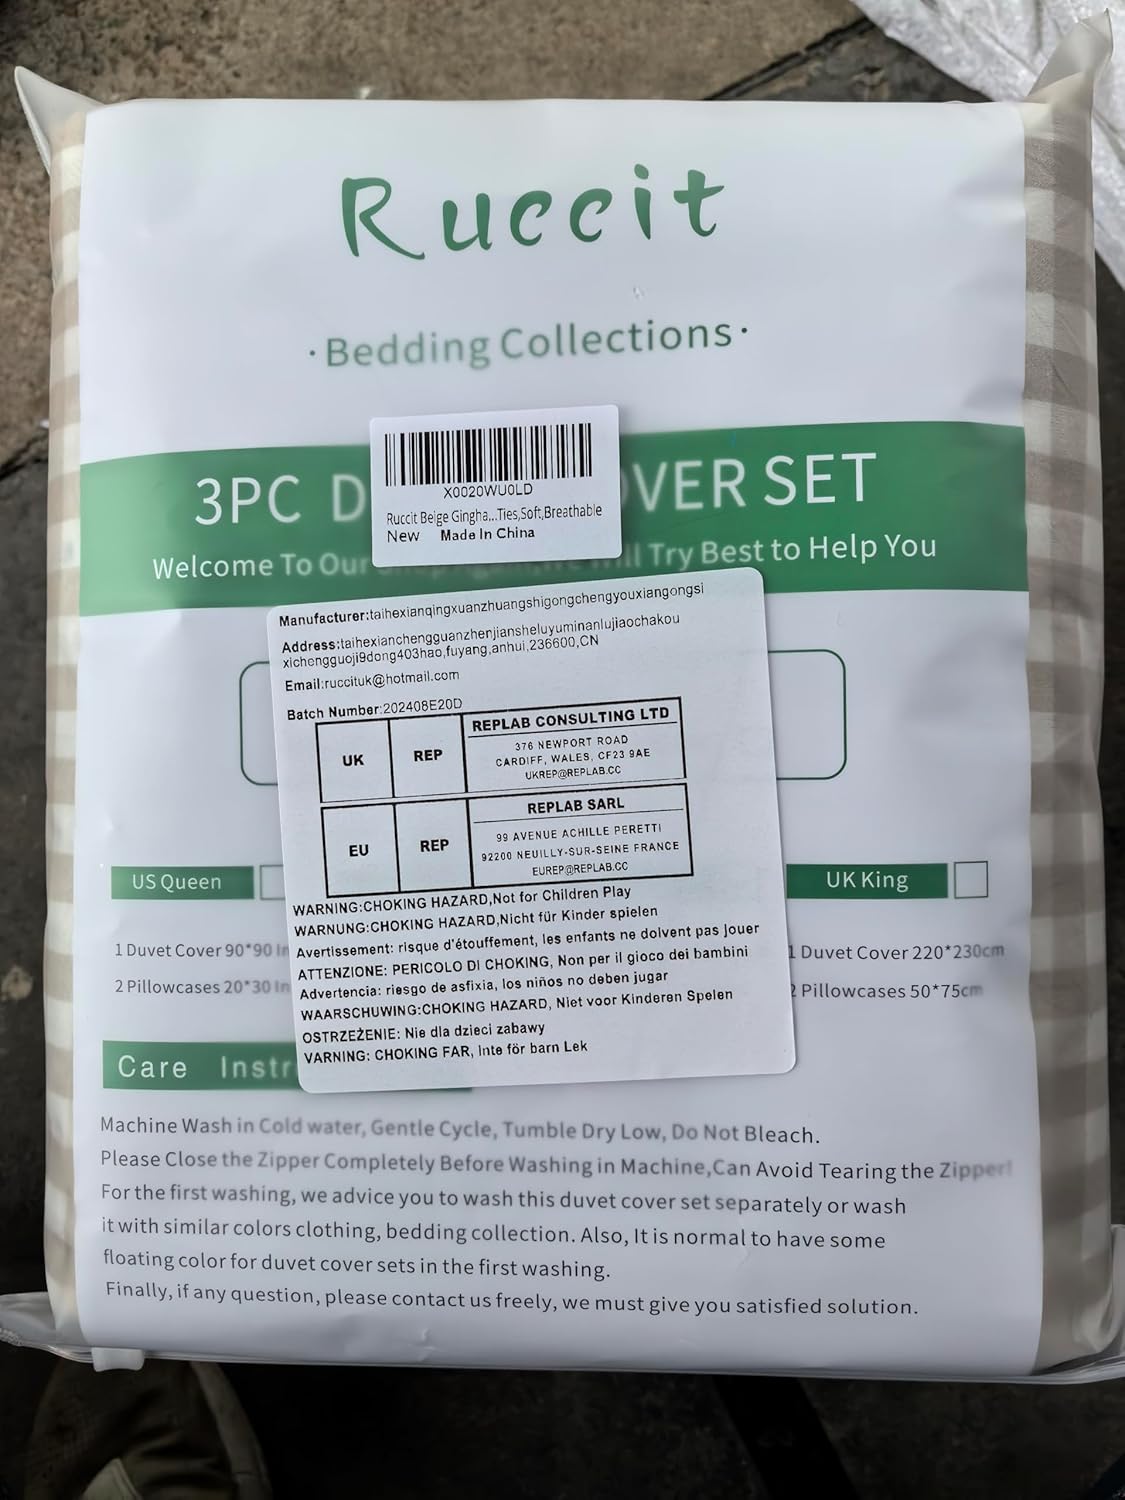 Ruccit
·Bedding Collections·
X0020WU0LD
Ruccit Beige Gingha...Ties,Soft,Breathable
New Made In China
3PC D VER SET
Welcome To Our Will Try Best to Help You
Manufacturer:taihexianqingxuanzhuangshigongchengyouxiangongsi
Address:taihexianchengguanzhenjiansheluyuminanlujiaochakou
xichengguoji9dong403hao,fuyang,anhui,236600,CN
Email:ruccituk@hotmail.com
Batch Number:202408E20D
UK REP REPLAB CONSULTING LTD
376 NEWPORT ROAD
CARDIFF, WALES, CF23 9AE
UKREP@REPLAB.CC
EU REP REPLAB SARL
99 AVENUE ACHILLE PERETTI
92200 NEUILLY-SUR-SEINE FRANCE
EUREP@REPLAB.CC
WARNING:CHOKING HAZARD,Not for Children Play
WARNUNG:CHOKING HAZARD,Nicht für Kinder spielen
Avertissement: risque d'étouffement, les enfants ne dolvent pas jouer
ATTENZIONE: PERICOLO DI CHOKING, Non per il gioco dei bambini
Advertencia: riesgo de asfixia, los niños no deben jugar
WAARSCHUWING:CHOKING HAZARD, Niet voor Kinderen Spelen
OSTRZEŻENIE: Nie dla dzieci zabawy
VARNING: CHOKING FAR, Inte för barn Lek
US Queen
1 Duvet Cover 90*90 In
2 Pillowcases 20*30 In
UK King
1 Duvet Cover 220*230cm
2 Pillowcases 50*75cm
Care Instr
Machine Wash in Cold water, Gentle Cycle, Tumble Dry Low, Do Not Bleach.
Please Close the Zipper Completely Before Washing in Machine,Can Avoid Tearing the Zipper!
For the first washing, we advice you to wash this duvet cover set separately or wash
it with similar colors clothing, bedding collection. Also, It is normal to have some
floating color for duvet cover sets in the first washing.
Finally, if any question, please contact us freely, we must give you satisfied solution.